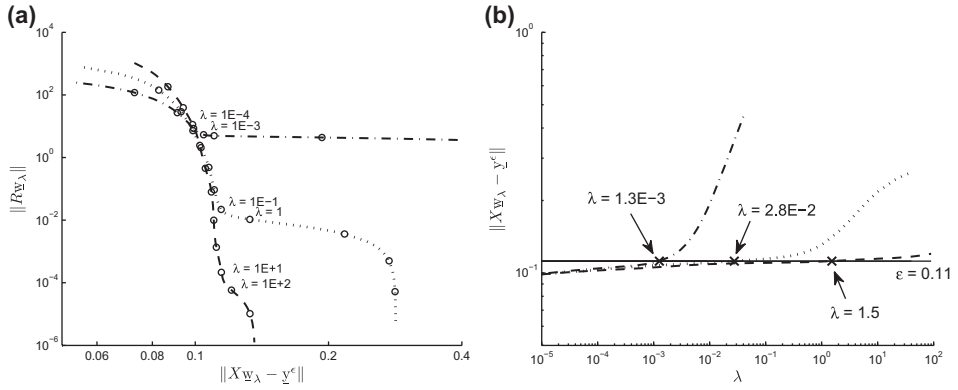 (a)
10^4
10^2
10^0
10^-2
10^-4
10^-6
‖Rw_λ‖
λ = 1E-4
λ = 1E-3
λ = 1E-1
λ = 1
λ = 1E+1
λ = 1E+2
0.06
0.08
0.1
0.2
0.4
‖Xw_λ − y^ϵ‖
(b)
10^0
10^-1
‖Xw_λ − y^ϵ‖
λ = 1.3E-3
λ = 2.8E-2
ε = 0.11
λ = 1.5
10^-5
10^-4
10^-3
10^-2
10^-1
10^0
10^1
10^2
λ